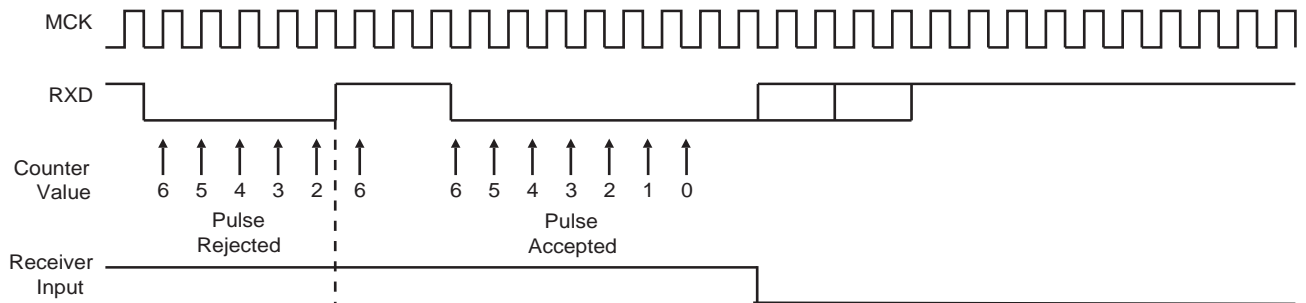 MCK
RXD
Counter
Value
6 5 4 3 2 6 6 5 4 3 2 1 0
Pulse
Rejected
Pulse
Accepted
Receiver
Input